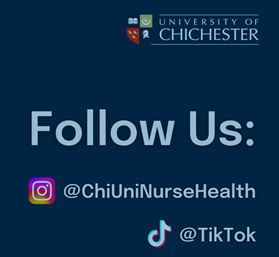 UNIVERSITY OF
CHICHESTER
Follow Us:
@ChiUniNurseHealth
@TikTok